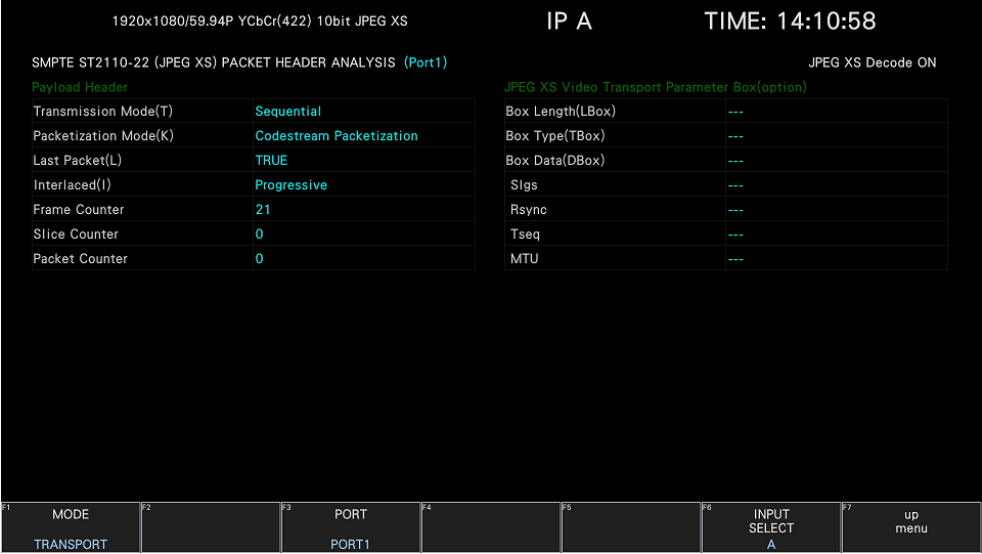 1920x1080/59.94P YCbCr(422) 10bit JPEG XS IP A TIME: 14:10:58
SMPTE ST2110-22 (JPEG XS) PACKET HEADER ANALYSIS (Port1) JPEG XS Decode ON
Payload Header JPEG XS Video Transport Parameter Box(option)
Transmission Mode(T) Sequential Box Length(LBox) ---
Packetization Mode(K) Codestream Packetization Box Type(TBox) ---
Last Packet(L) TRUE Box Data(DBox) ---
Interlaced(I) Progressive Slgs ---
Frame Counter 21 Rsync ---
Slice Counter 0 Tseq ---
Packet Counter 0 MTU ---
F1 MODE F2 F3 PORT F4 F5 F6 INPUT F7 up
SELECT menu
TRANSPORT PORT1 A